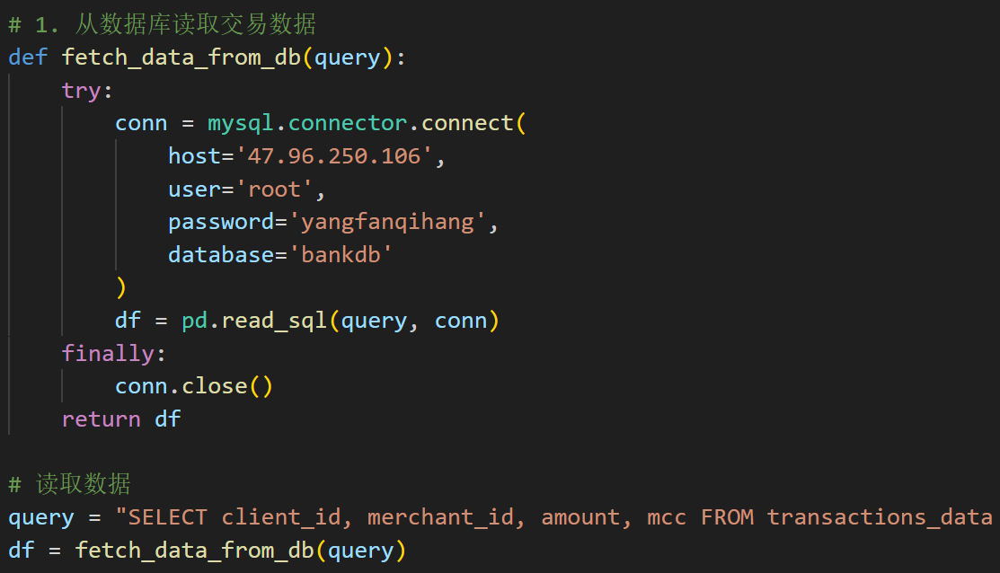 # 1. 从数据库读取交易数据
def fetch_data_from_db(query):
    try:
        conn = mysql.connector.connect(
            host='47.96.250.106',
            user='root',
            password='yangfanqihang',
            database='bankdb'
        )
        df = pd.read_sql(query, conn)
    finally:
        conn.close()
    return df
# 读取数据
query = "SELECT client_id, merchant_id, amount, mcc FROM transactions_data
df = fetch_data_from_db(query)